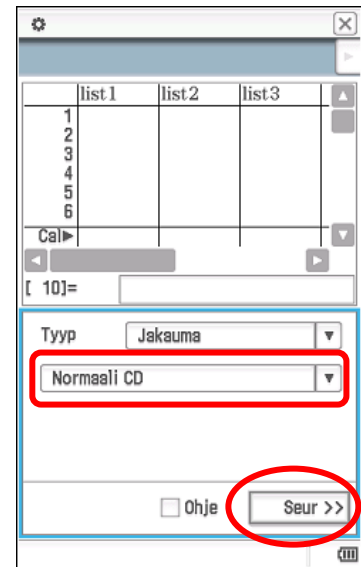 list1 list2 list3
1
2
3
4
5
6
Cal▶
[ 10]=
Tyyp Jakauma
Normaali CD
Ohje Seur >>